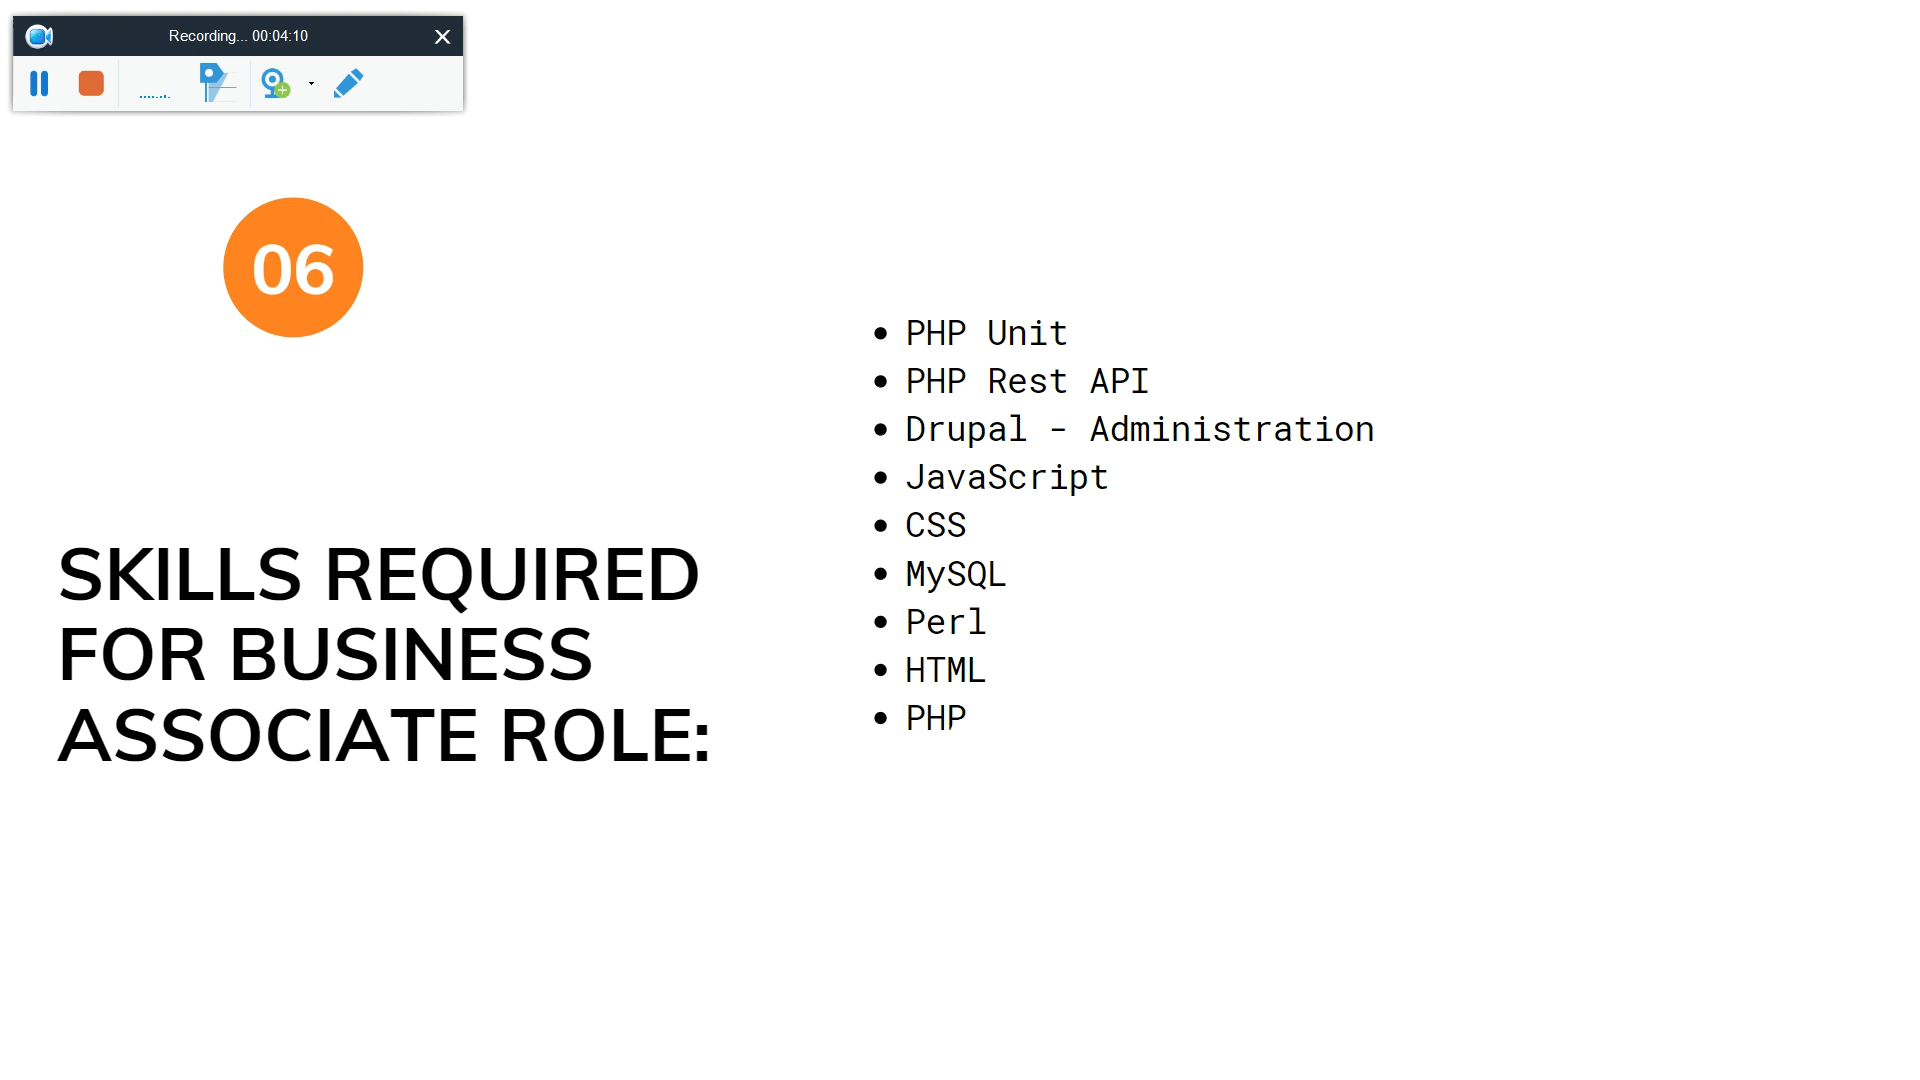 Recording... 00:04:10
06
SKILLS REQUIRED
FOR BUSINESS
ASSOCIATE ROLE:
• PHP Unit
• PHP Rest API
• Drupal - Administration
• JavaScript
• CSS
• MySQL
• Perl
• HTML
• PHP